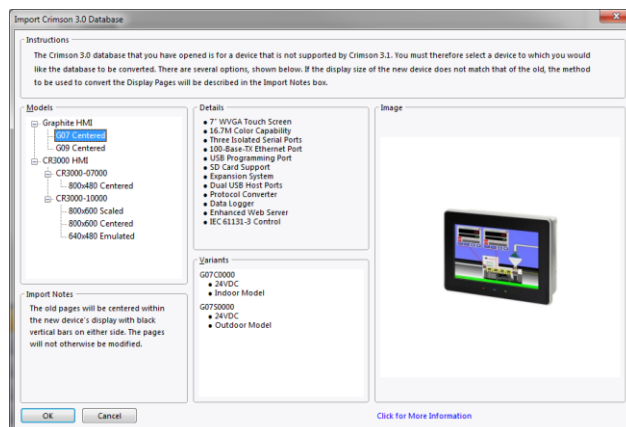 Import Crimson 3.0 Database
Instructions
The Crimson 3.0 database that you have opened is for a device that is not supported by Crimson 3.1. You must therefore select a device to which you would
like the database to be converted. There are several options, shown below. If the display size of the new device does not match that of the old, the method
to be used to convert the Display Pages will be described in the Import Notes box.
Models
Graphite HMI
G07 Centered
G09 Centered
CR3000 HMI
CR3000-07000
800x480 Centered
CR3000-10000
800x600 Scaled
800x600 Centered
640x480 Emulated
Import Notes
The old pages will be centered within
the new device's display with black
vertical bars on either side. The pages
will not otherwise be modified.
Details
• 7" WVGA Touch Screen
• 16.7M Color Capability
• Three Isolated Serial Ports
• 100-Base-TX Ethernet Port
• USB Programming Port
• SD Card Support
• Expansion System
• Dual USB Host Ports
• Protocol Converter
• Data Logger
• Enhanced Web Server
• IEC 61131-3 Control
Variants
G07C0000
• 24VDC
• Indoor Model
G07S0000
• 24VDC
• Outdoor Model
Image
OK
Cancel
Click for More Information